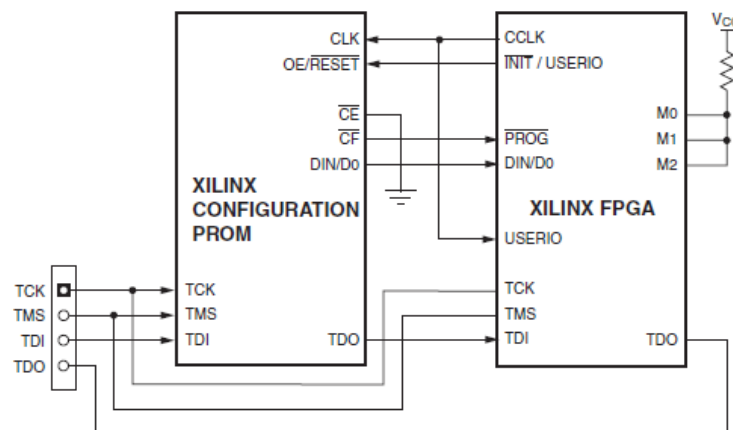 CLK
OE/RESET
CE
CF
DIN/D0
XILINX
CONFIGURATION
PROM
TCK
TMS
TDI
TDO
CCLK
INIT / USERIO
PROG
DIN/D0
M0
M1
M2
XILINX FPGA
USERIO
TCK
TMS
TDI
TDO
TCK
TMS
TDI
TDO